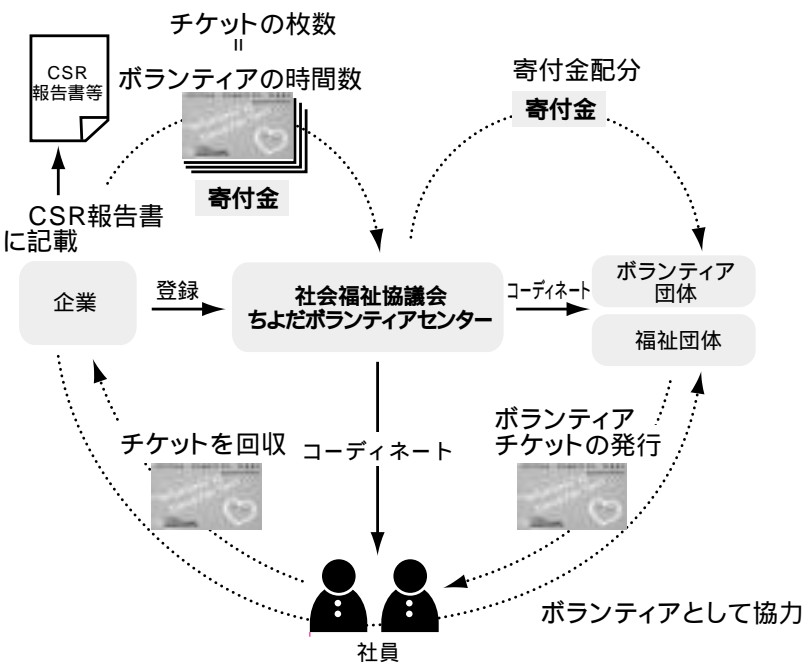 チケットの枚数
=
ボランティアの時間数
寄付金
CSR
報告書等
CSR報告書
に記載
寄付金配分
寄付金
企業
登録
社会福祉協議会
ちよだボランティアセンター
コーディネート
ボランティア
団体
福祉団体
チケットを回収
コーディネート
ボランティア
チケットの発行
ボランティアとして協力
社員